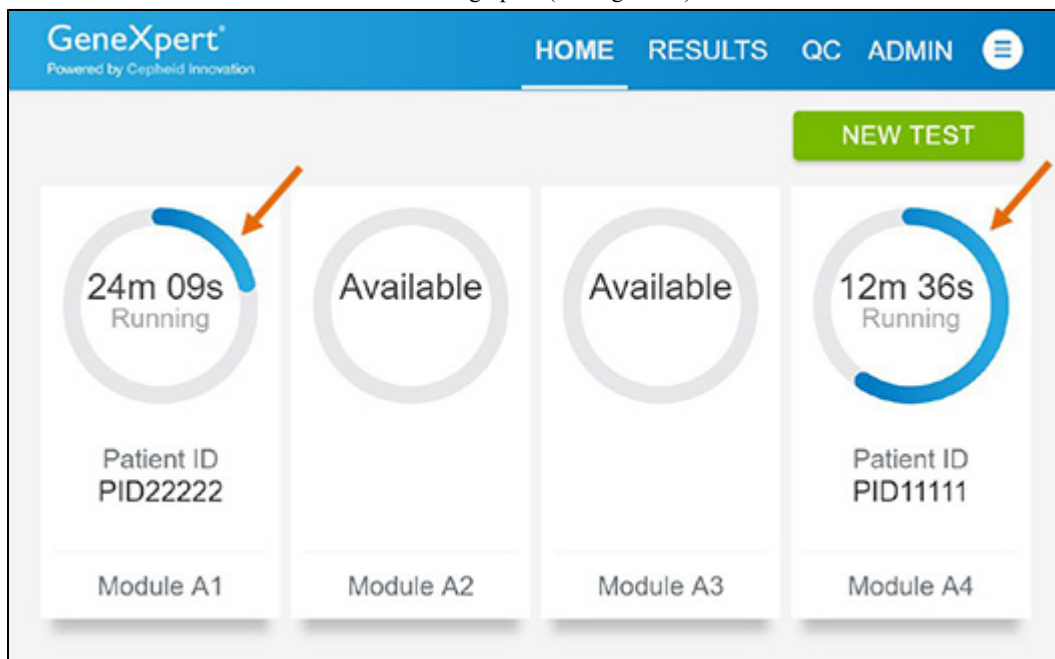 GeneXpert®
Powered by Cepheid Innovation
HOME RESULTS QC ADMIN
NEW TEST
24m 09s
Running
Available
Available
12m 36s
Running
Patient ID
PID22222
Patient ID
PID11111
Module A1
Module A2
Module A3
Module A4